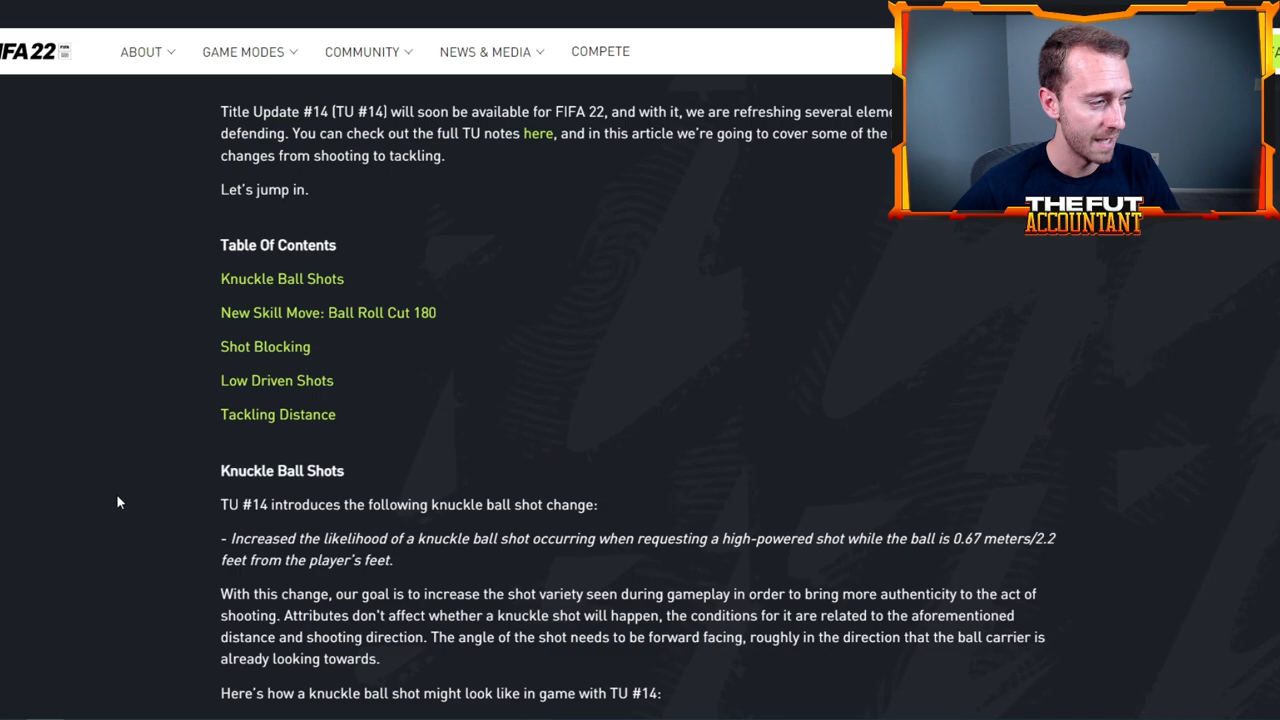 IFA 22
ABOUT
GAME MODES
COMMUNITY
NEWS & MEDIA
COMPETE
Title Update #14 (TU #14) will soon be available for FIFA 22, and with it, we are refreshing several eleme
defending. You can check out the full TU notes here, and in this article we're going to cover some of the
changes from shooting to tackling.
Let's jump in.
THE FUT
ACCOUNTANT
Table Of Contents
Knuckle Ball Shots
New Skill Move: Ball Roll Cut 180
Shot Blocking
Low Driven Shots
Tackling Distance
Knuckle Ball Shots
TU #14 introduces the following knuckle ball shot change:
- Increased the likelihood of a knuckle ball shot occurring when requesting a high-powered shot while the ball is 0.67 meters/2.2
feet from the player's feet.
With this change, our goal is to increase the shot variety seen during gameplay in order to bring more authenticity to the act of
shooting. Attributes don't affect whether a knuckle shot will happen, the conditions for it are related to the aforementioned
distance and shooting direction. The angle of the shot needs to be forward facing, roughly in the direction that the ball carrier is
already looking towards.
Here's how a knuckle ball shot might look like in game with TU #14: